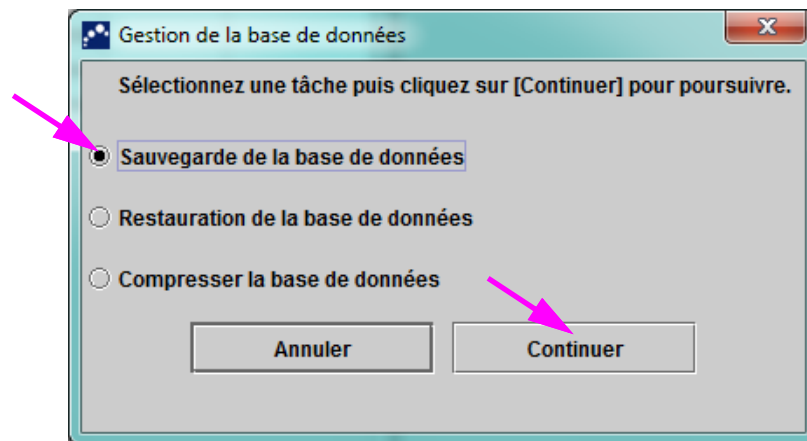 Gestion de la base de données
Sélectionnez une tâche puis cliquez sur [Continuer] pour poursuivre.
Sauvegarde de la base de données
Restauration de la base de données
Compresser la base de données
Annuler Continuer